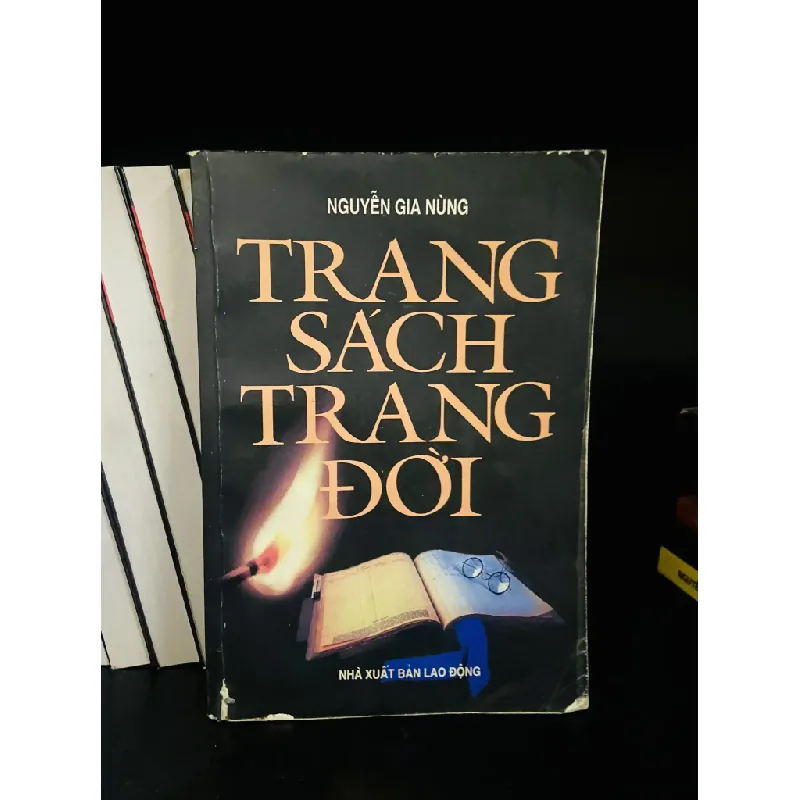 NGUYỄN GIA NÙNG
TRANG
SÁCH
TRANG
ĐỜI
NHÀ XUẤT BẢN LAO ĐỘNG